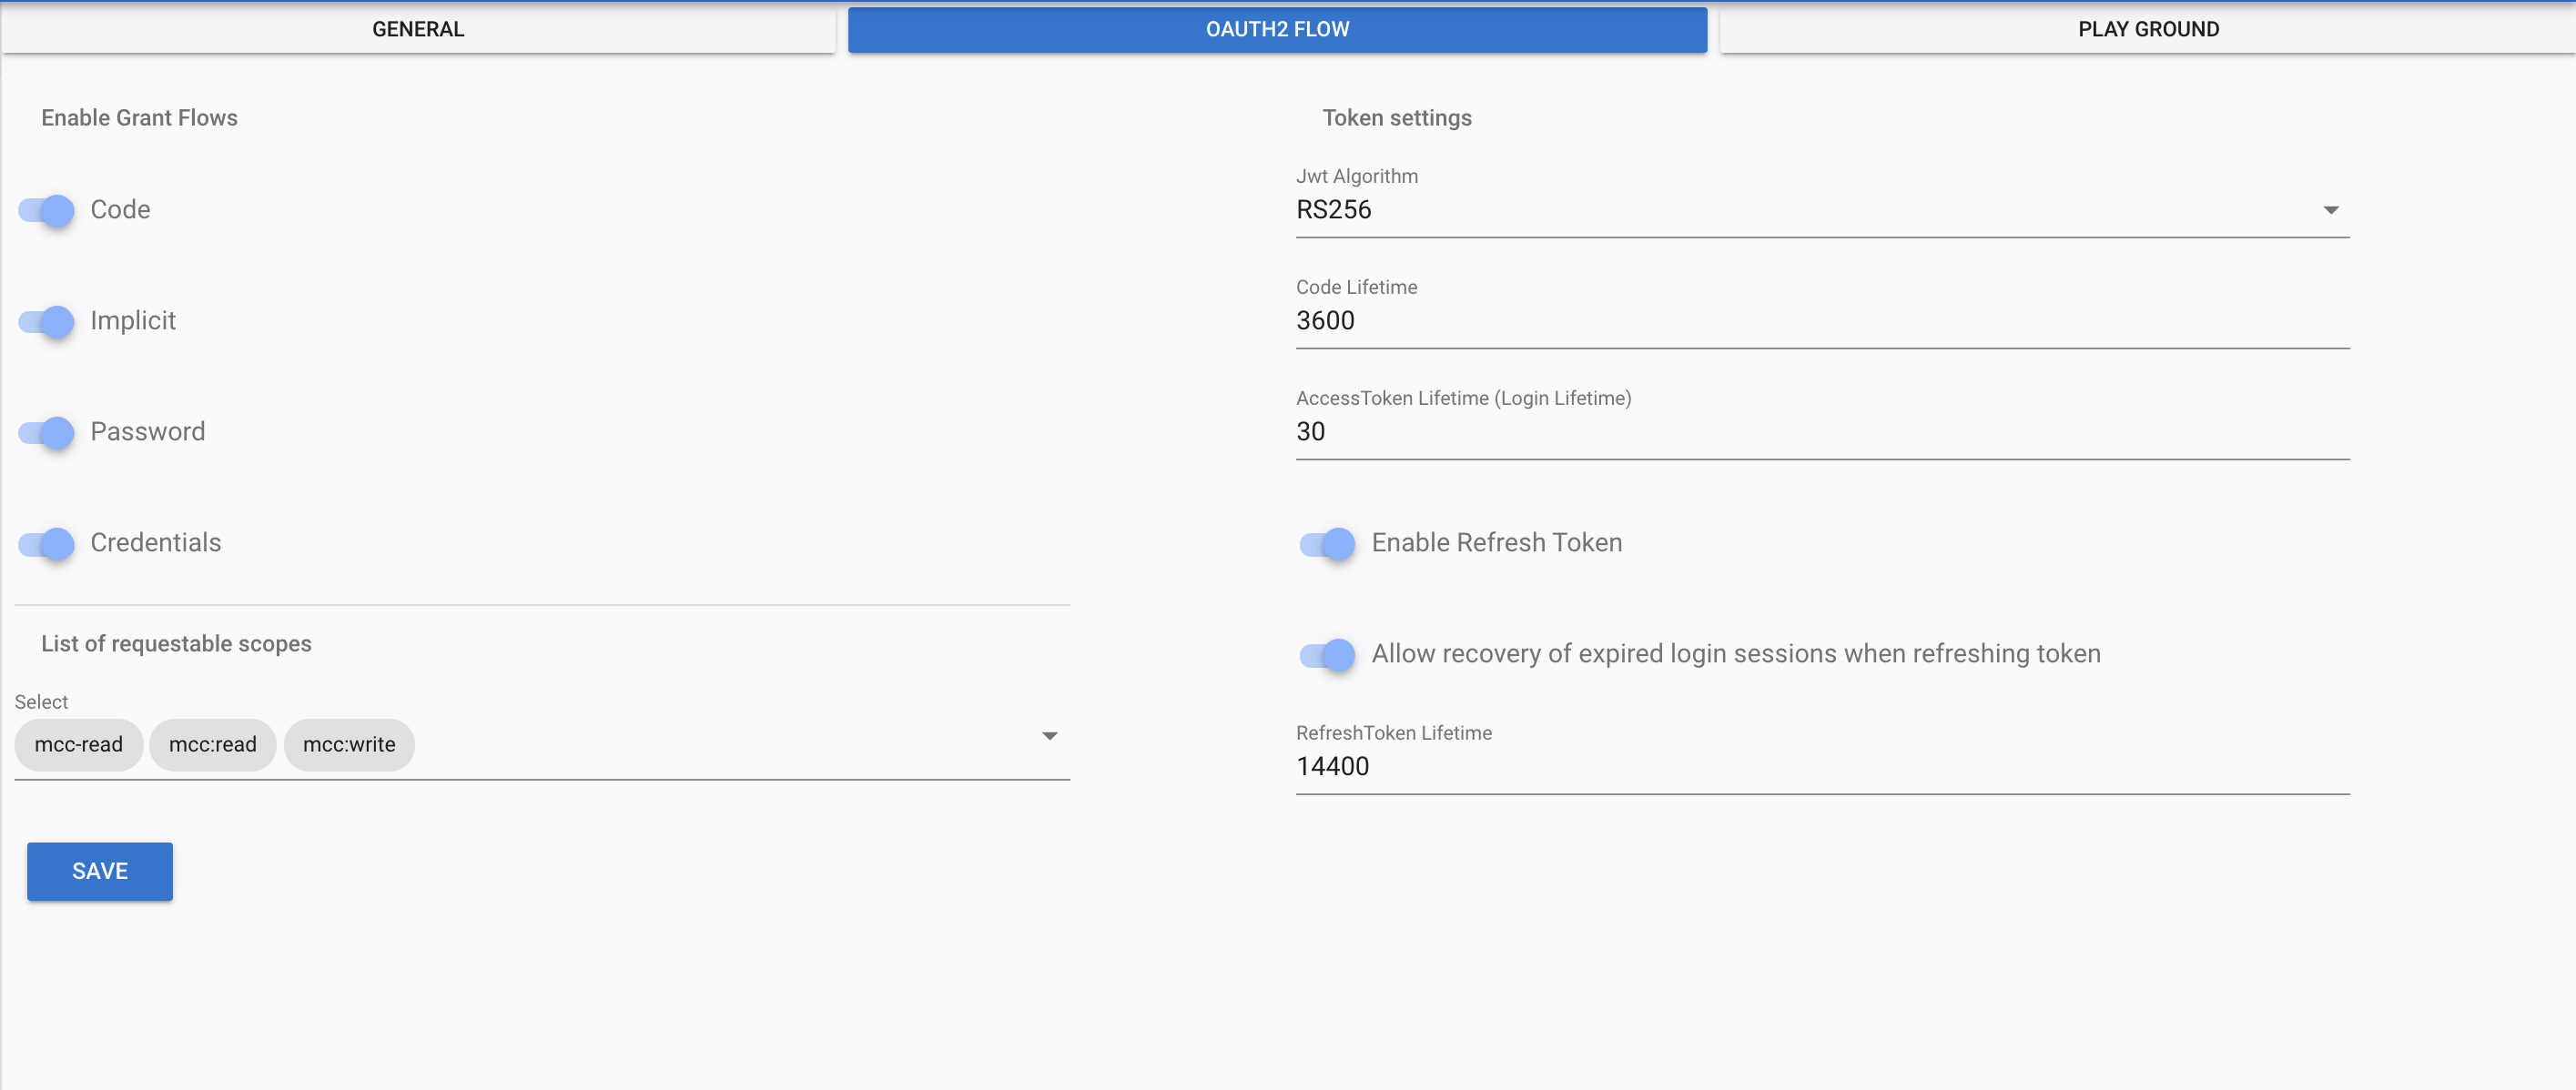 GENERAL
OAUTH2 FLOW
PLAY GROUND
Enable Grant Flows
Code
Implicit
Password
Credentials
List of requestable scopes
Select
mcc-read mcc:read mcc:write
SAVE
Token settings
Jwt Algorithm
RS256
Code Lifetime
3600
AccessToken Lifetime (Login Lifetime)
30
Enable Refresh Token
Allow recovery of expired login sessions when refreshing token
RefreshToken Lifetime
14400